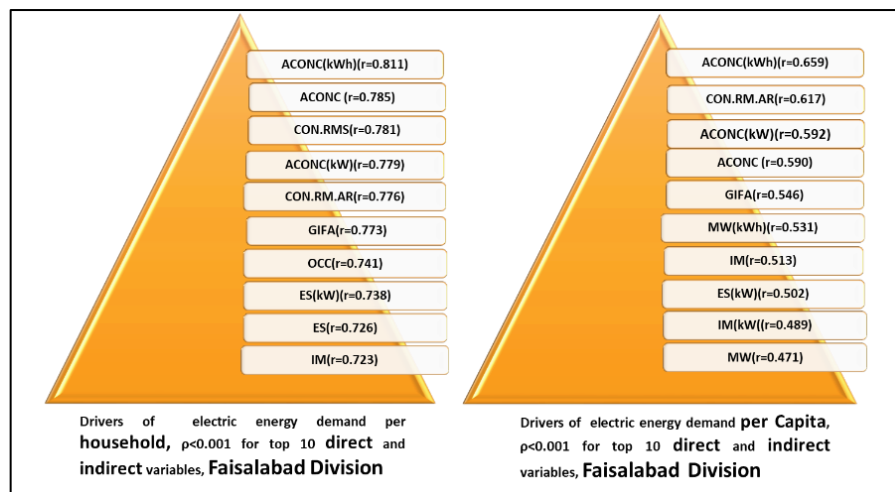 ACONC(kWh)(r=0.811)
ACONC (r=0.785)
CON.RMS(r=0.781)
ACONC(kW)(r=0.779)
CON.RM.AR(r=0.776)
GIFA(r=0.773)
OCC(r=0.741)
ES(kW)(r=0.738)
ES(r=0.726)
IM(r=0.723)
Drivers of electric energy demand per
household, ρ<0.001 for top 10 direct and
indirect variables, Faisalabad Division
ACONC(kWh)(r=0.659)
CON.RM.AR(r=0.617)
ACONC(kW)(r=0.592)
ACONC (r=0.590)
GIFA(r=0.546)
MW(kWh)(r=0.531)
IM(r=0.513)
ES(kW)(r=0.502)
IM(kW((r=0.489)
MW(r=0.471)
Drivers of electric energy demand per Capita,
ρ<0.001 for top 10 direct and indirect
variables, Faisalabad Division